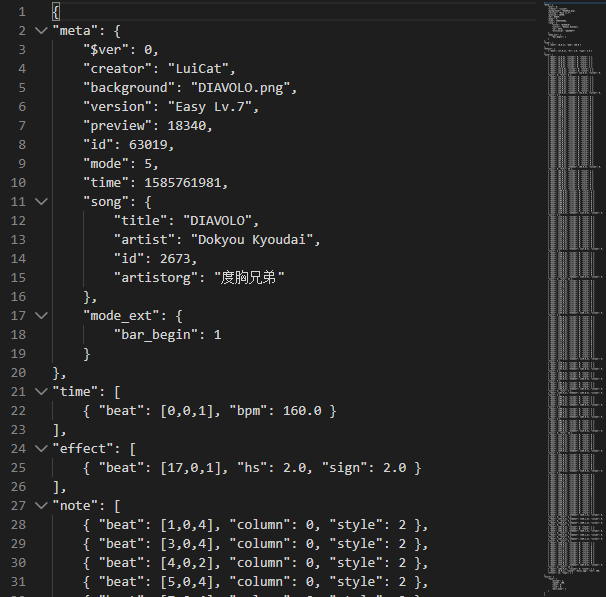 1 {
2 "meta": {
3 "$ver": 0,
4 "creator": "LuiCat",
5 "background": "DIAVOLO.png",
6 "version": "Easy Lv.7",
7 "preview": 18340,
8 "id": 63019,
9 "mode": 5,
10 "time": 1585761981,
11 "song": {
12 "title": "DIAVOLO",
13 "artist": "Dokyou Kyoudai",
14 "id": 2673,
15 "artistorg": "度胸兄弟"
16 },
17 "mode_ext": {
18 "bar_begin": 1
19 }
20 },
21 "time": [
22 { "beat": [0,0,1], "bpm": 160.0 }
23 ],
24 "effect": [
25 { "beat": [17,0,1], "hs": 2.0, "sign": 2.0 }
26 ],
27 "note": [
28 { "beat": [1,0,4], "column": 0, "style": 2 },
29 { "beat": [3,0,4], "column": 0, "style": 2 },
30 { "beat": [4,0,2], "column": 0, "style": 2 },
31 { "beat": [5,0,4], "column": 0, "style": 2 },